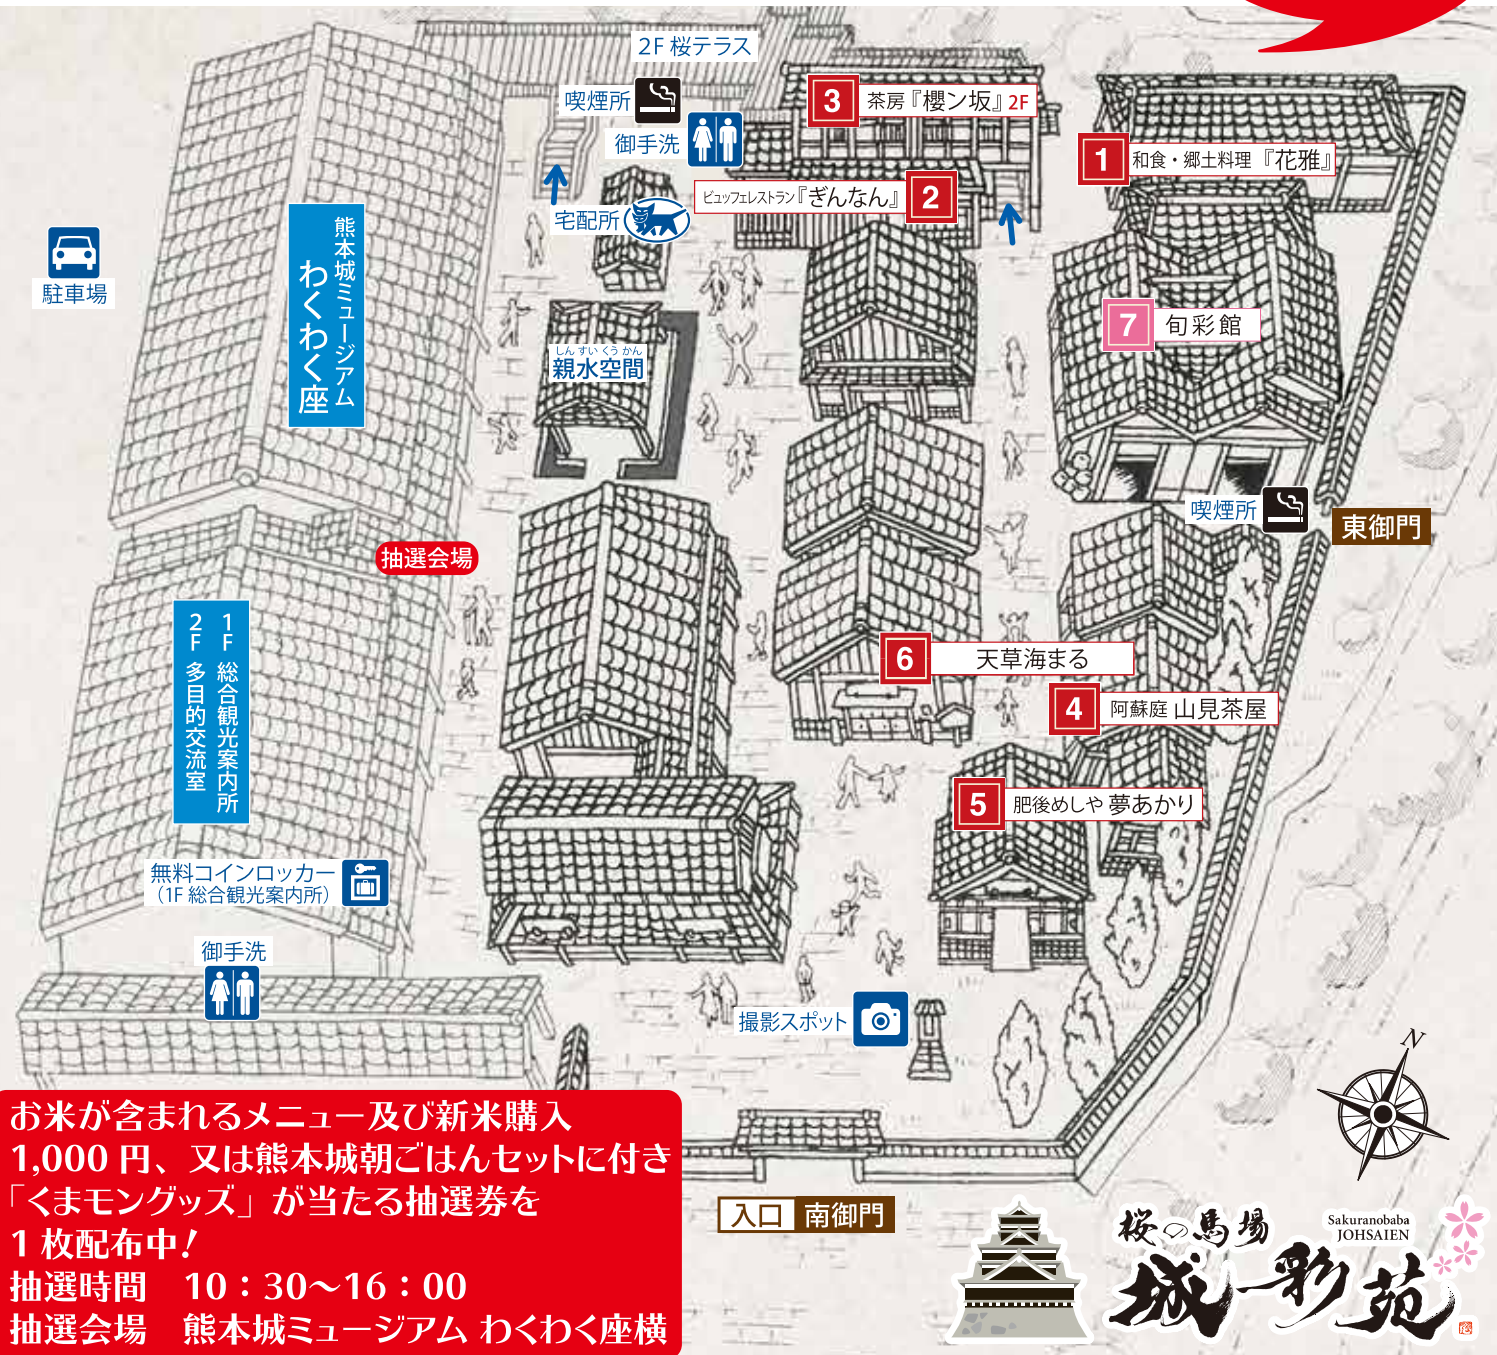 2F 桜テラス
喫煙所
御手洗
3 茶房『櫻ン坂』2F
1 和食・郷土料理『花雅』
ビュッフェレストラン『ぎんなん』 2
宅配所
駐車場
熊本城ミュージアム
わくわく座
しんすいくうかん
親水空間
7 旬彩館
喫煙所
東御門
抽選会場
1F 総合観光案内所
2F 多目的交流室
6 天草海まる
4 阿蘇庭 山見茶屋
5 肥後めしや 夢あかり
無料コインロッカー
（1F 総合観光案内所）
御手洗
撮影スポット
N
お米が含まれるメニュー及び新米購入
1,000 円、又は熊本城朝ごはんセットに付き
「くまモングッズ」が当たる抽選券を
1 枚配布中!
抽選時間 10：30～16：00
抽選会場 熊本城ミュージアム わくわく座横
入口 南御門
桜の馬場
Sakuranobaba
JOHSAIEN
城彩苑